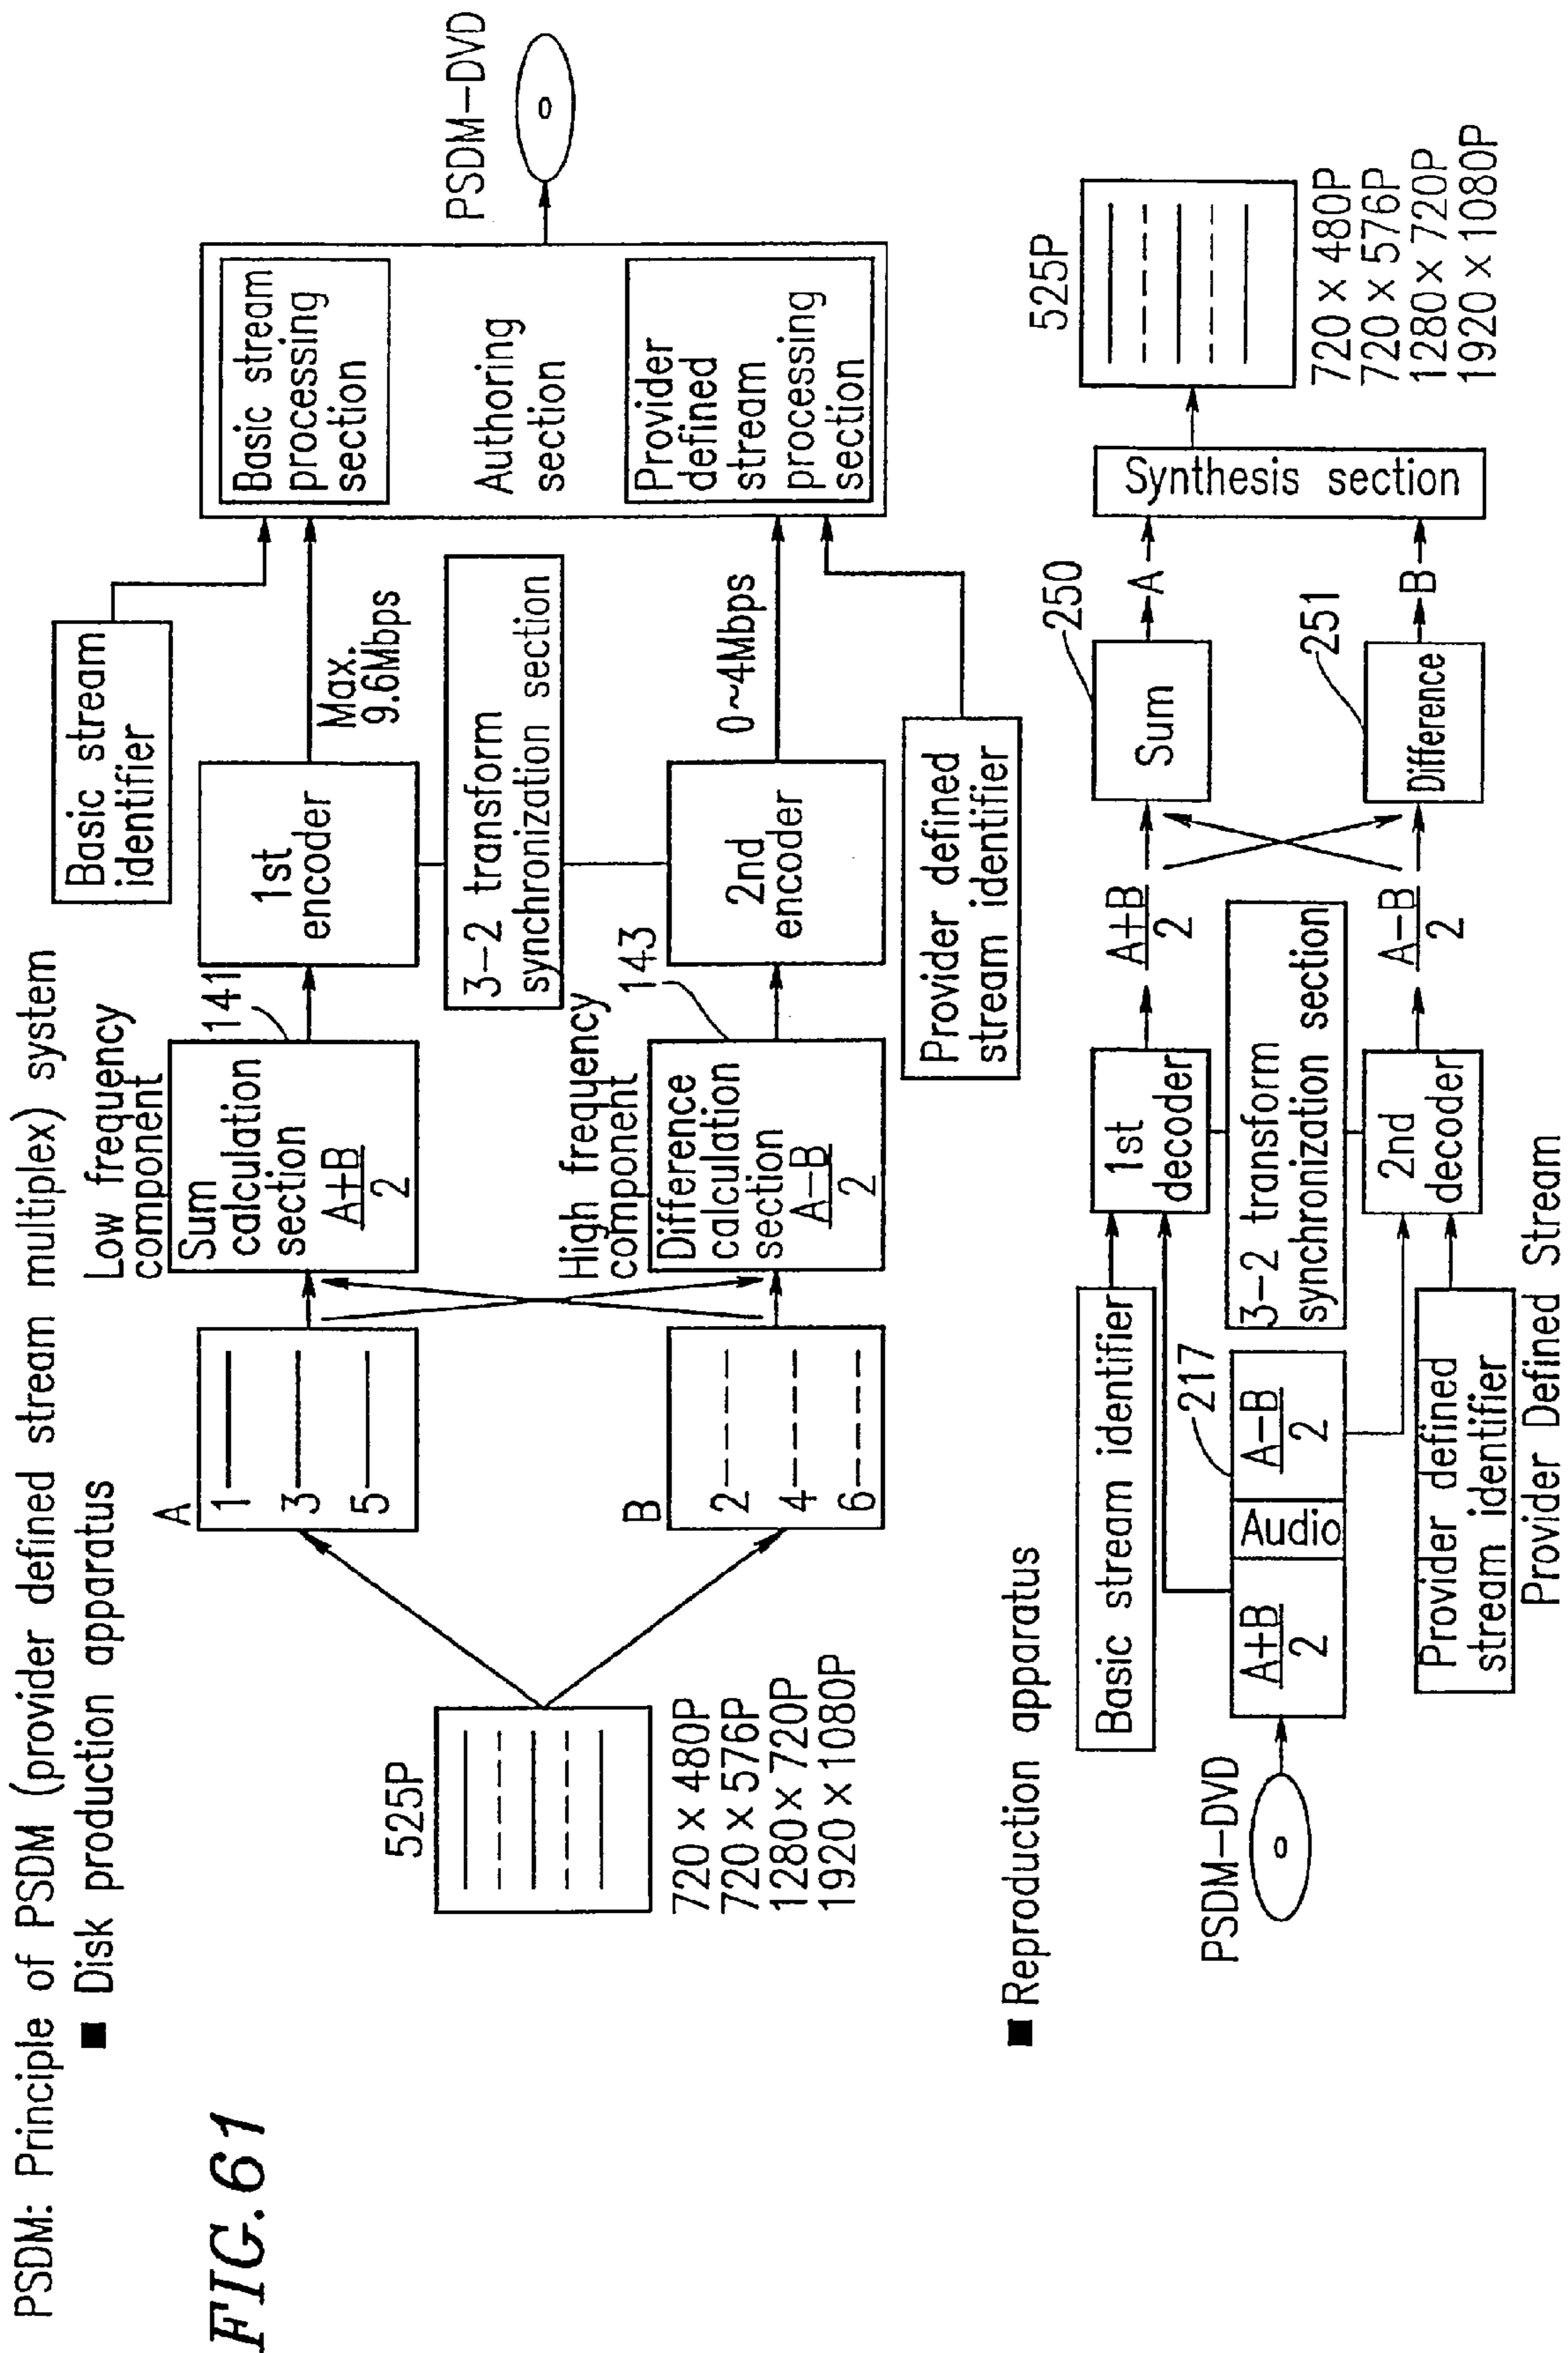 PSDM: Principle of PSDM (provider defined stream multiplex) system
FIG.61
■ Disk production apparatus
525P
720×480P
720×576P
1280×720P
1920×1080P
A
1
3
5
B
2
4
6
Low frequency
component
Sum
calculation
section
A+B
2
141
High frequency
component
Difference
calculation
section
A−B
2
143
1st
encoder
3−2 transform
synchronization section
2nd
encoder
Basic stream
identifier
Max.
9.6Mbps
0~4Mbps
Provider defined
stream identifier
Basic stream
processing
section
Authoring
section
Provider
defined
stream
processing
section
PSDM−DVD
■ Reproduction apparatus
PSDM−DVD
Basic stream identifier
217
A+B
2
Audio
A−B
2
Provider defined
stream identifier
Provider Defined Stream
1st
decoder
3−2 transform
synchronization section
2nd
decoder
A+B
2
A−B
2
250
Sum
251
Difference
A
B
Synthesis section
525P
720×480P
720×576P
1280×720P
1920×1080P